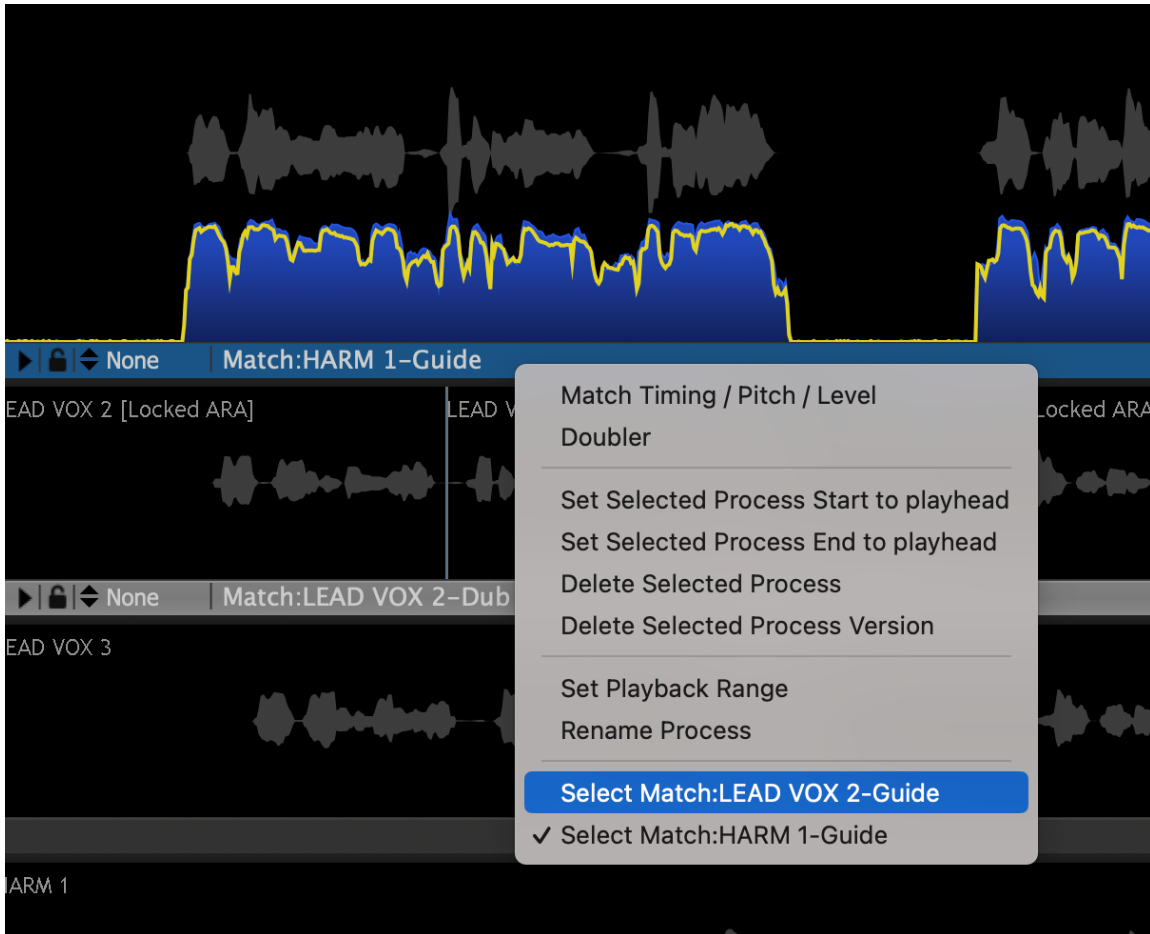 None
Match:HARM 1-Guide
EAD VOX 2 [Locked ARA]
LEAD V
Locked ARA
None
Match:LEAD VOX 2-Dub
EAD VOX 3
HARM 1
Match Timing / Pitch / Level
Doubler
Set Selected Process Start to playhead
Set Selected Process End to playhead
Delete Selected Process
Delete Selected Process Version
Set Playback Range
Rename Process
Select Match:LEAD VOX 2-Guide
✓ Select Match:HARM 1-Guide